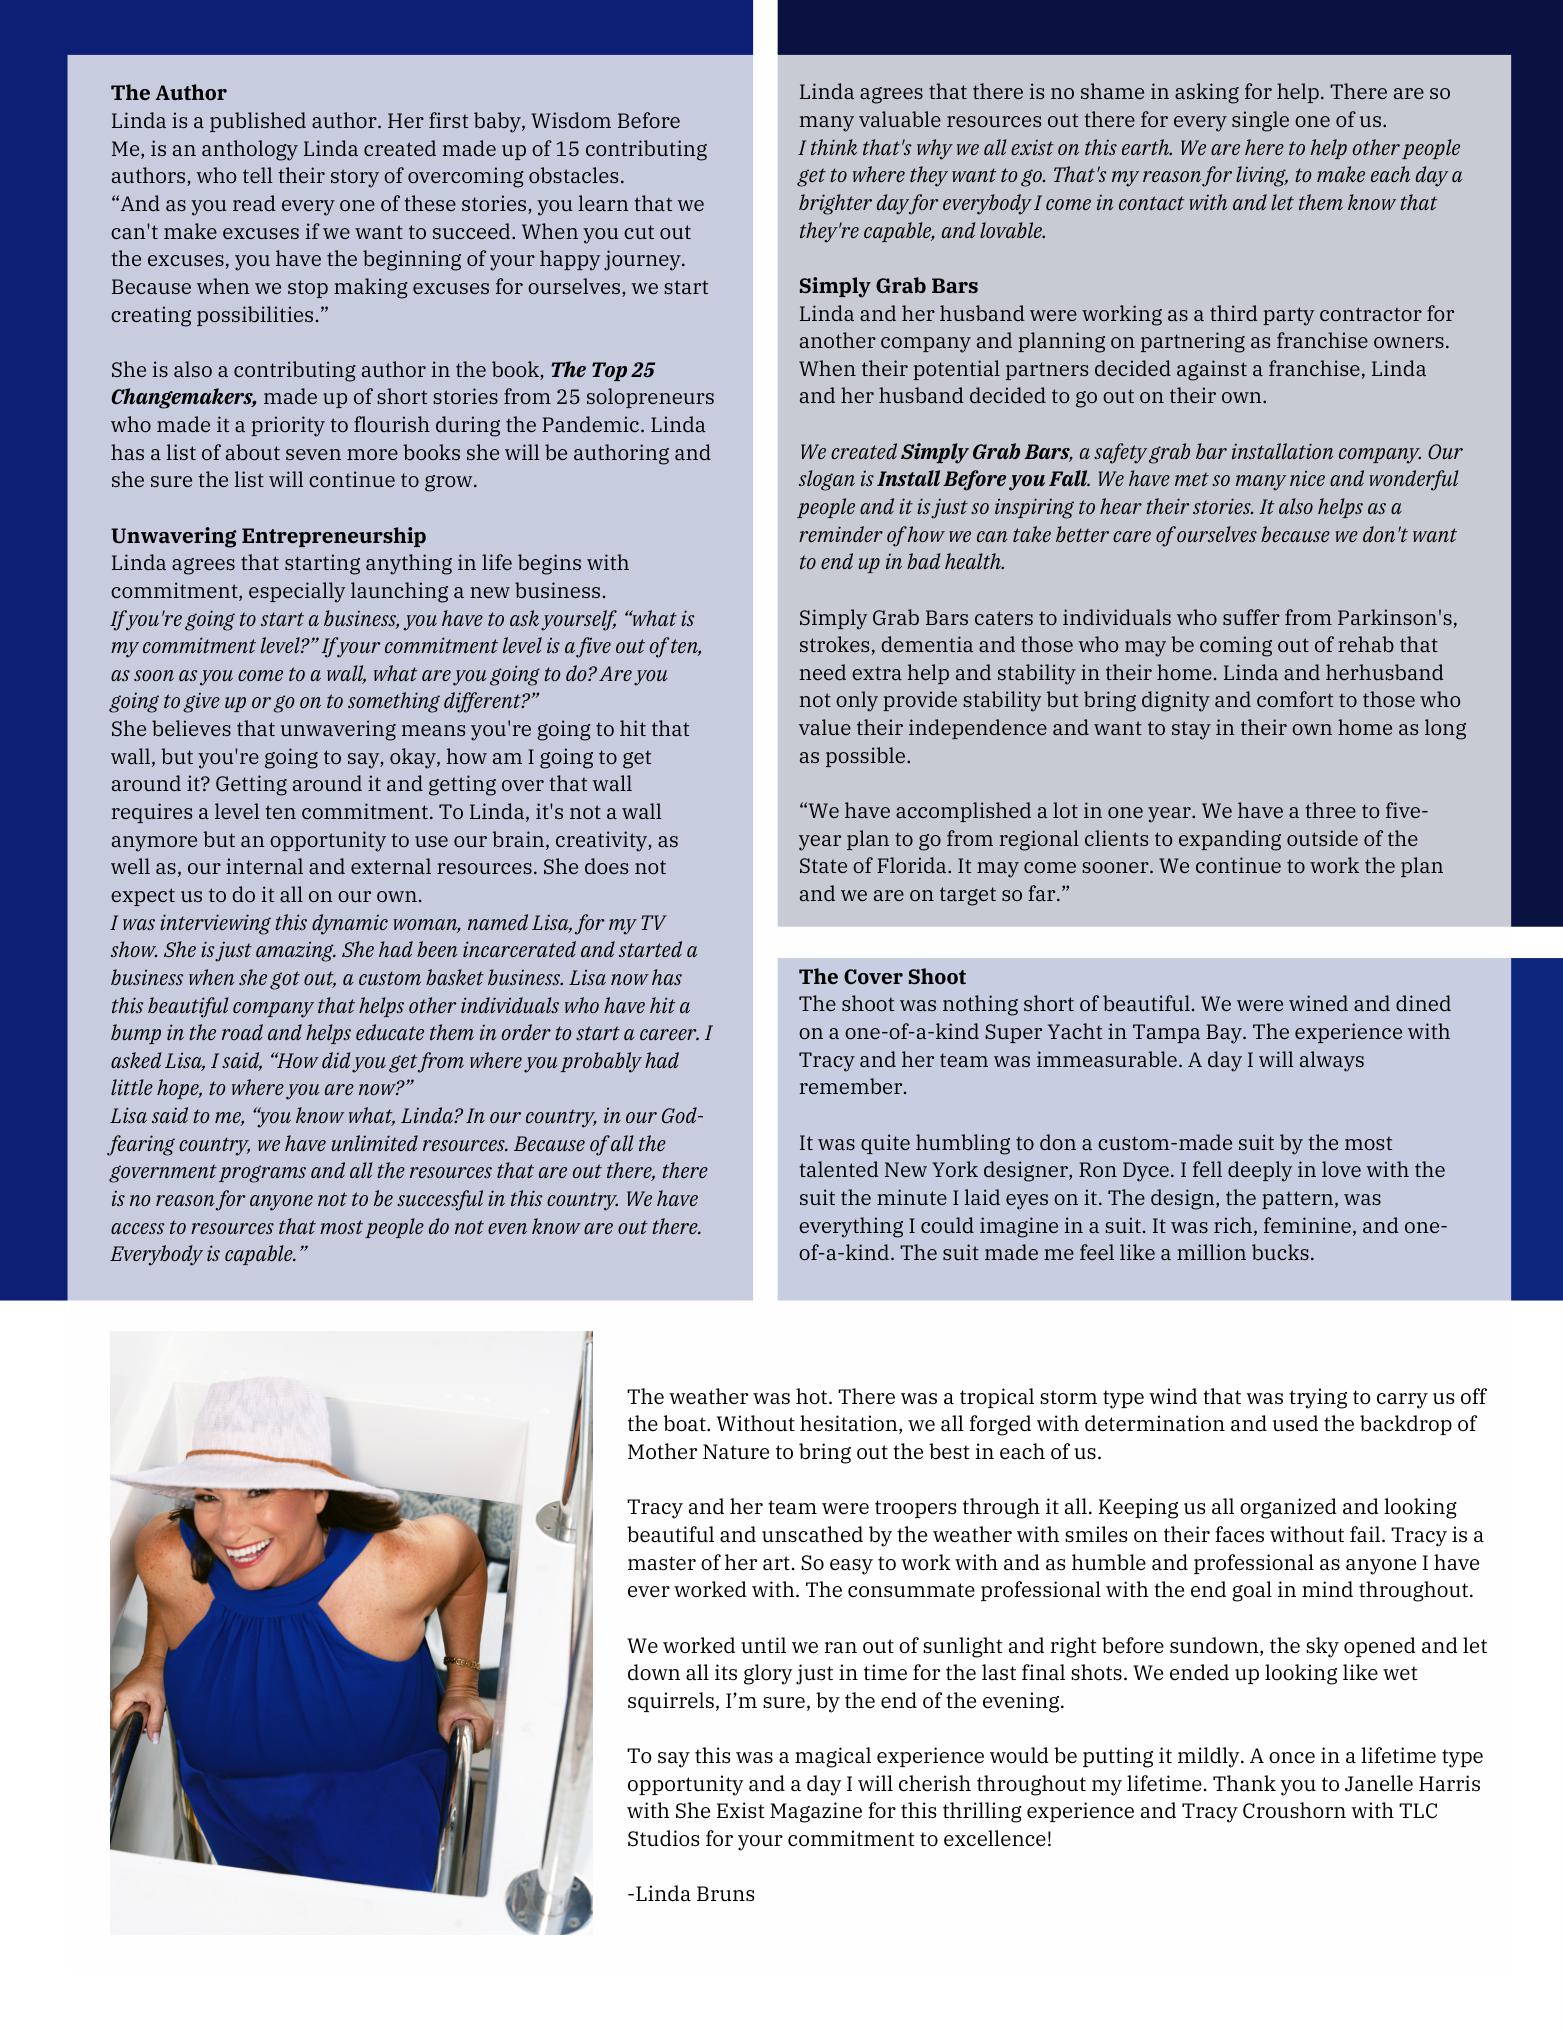 The Author
Linda is a published author. Her first baby, Wisdom Before
Me, is an anthology Linda created made up of 15 contributing
authors, who tell their story of overcoming obstacles.
“And as you read every one of these stories, you learn that we
can't make excuses if we want to succeed. When you cut out
the excuses, you have the beginning of your happy journey.
Because when we stop making excuses for ourselves, we start
creating possibilities.”
She is also a contributing author in the book, The Top 25
Changemakers, made up of short stories from 25 solopreneurs
who made it a priority to flourish during the Pandemic. Linda
has a list of about seven more books she will be authoring and
she sure the list will continue to grow.
Unwavering Entrepreneurship
Linda agrees that starting anything in life begins with
commitment, especially launching a new business.
If you're going to start a business, you have to ask yourself, “what is
my commitment level?” If your commitment level is a five out of ten,
as soon as you come to a wall, what are you going to do? Are you
going to give up or go on to something different?”
She believes that unwavering means you're going to hit that
wall, but you're going to say, okay, how am I going to get
around it? Getting around it and getting over that wall
requires a level ten commitment. To Linda, it's not a wall
anymore but an opportunity to use our brain, creativity, as
well as, our internal and external resources. She does not
expect us to do it all on our own.
I was interviewing this dynamic woman, named Lisa, for my TV
show. She is just amazing. She had been incarcerated and started a
business when she got out, a custom basket business. Lisa now has
this beautiful company that helps other individuals who have hit a
bump in the road and helps educate them in order to start a career. I
asked Lisa, I said, “How did you get from where you probably had
little hope, to where you are now?”
Lisa said to me, “you know what, Linda? In our country, in our God-
fearing country, we have unlimited resources. Because of all the
government programs and all the resources that are out there, there
is no reason for anyone not to be successful in this country. We have
access to resources that most people do not even know are out there.
Everybody is capable.”
Linda agrees that there is no shame in asking for help. There are so
many valuable resources out there for every single one of us.
I think that's why we all exist on this earth. We are here to help other people
get to where they want to go. That's my reason for living, to make each day a
brighter day for everybody I come in contact with and let them know that
they're capable, and lovable.
Simply Grab Bars
Linda and her husband were working as a third party contractor for
another company and planning on partnering as franchise owners.
When their potential partners decided against a franchise, Linda
and her husband decided to go out on their own.
We created Simply Grab Bars, a safety grab bar installation company. Our
slogan is Install Before you Fall. We have met so many nice and wonderful
people and it is just so inspiring to hear their stories. It also helps as a
reminder of how we can take better care of ourselves because we don't want
to end up in bad health.
Simply Grab Bars caters to individuals who suffer from Parkinson's,
strokes, dementia and those who may be coming out of rehab that
need extra help and stability in their home. Linda and herhusband
not only provide stability but bring dignity and comfort to those who
value their independence and want to stay in their own home as long
as possible.
“We have accomplished a lot in one year. We have a three to five-
year plan to go from regional clients to expanding outside of the
State of Florida. It may come sooner. We continue to work the plan
and we are on target so far.”
The Cover Shoot
The shoot was nothing short of beautiful. We were wined and dined
on a one-of-a-kind Super Yacht in Tampa Bay. The experience with
Tracy and her team was immeasurable. A day I will always
remember.
It was quite humbling to don a custom-made suit by the most
talented New York designer, Ron Dyce. I fell deeply in love with the
suit the minute I laid eyes on it. The design, the pattern, was
everything I could imagine in a suit. It was rich, feminine, and one-
of-a-kind. The suit made me feel like a million bucks.
The weather was hot. There was a tropical storm type wind that was trying to carry us off
the boat. Without hesitation, we all forged with determination and used the backdrop of
Mother Nature to bring out the best in each of us.
Tracy and her team were troopers through it all. Keeping us all organized and looking
beautiful and unscathed by the weather with smiles on their faces without fail. Tracy is a
master of her art. So easy to work with and as humble and professional as anyone I have
ever worked with. The consummate professional with the end goal in mind throughout.
We worked until we ran out of sunlight and right before sundown, the sky opened and let
down all its glory just in time for the last final shots. We ended up looking like wet
squirrels, I’m sure, by the end of the evening.
To say this was a magical experience would be putting it mildly. A once in a lifetime type
opportunity and a day I will cherish throughout my lifetime. Thank you to Janelle Harris
with She Exist Magazine for this thrilling experience and Tracy Croushorn with TLC
Studios for your commitment to excellence!
-Linda Bruns